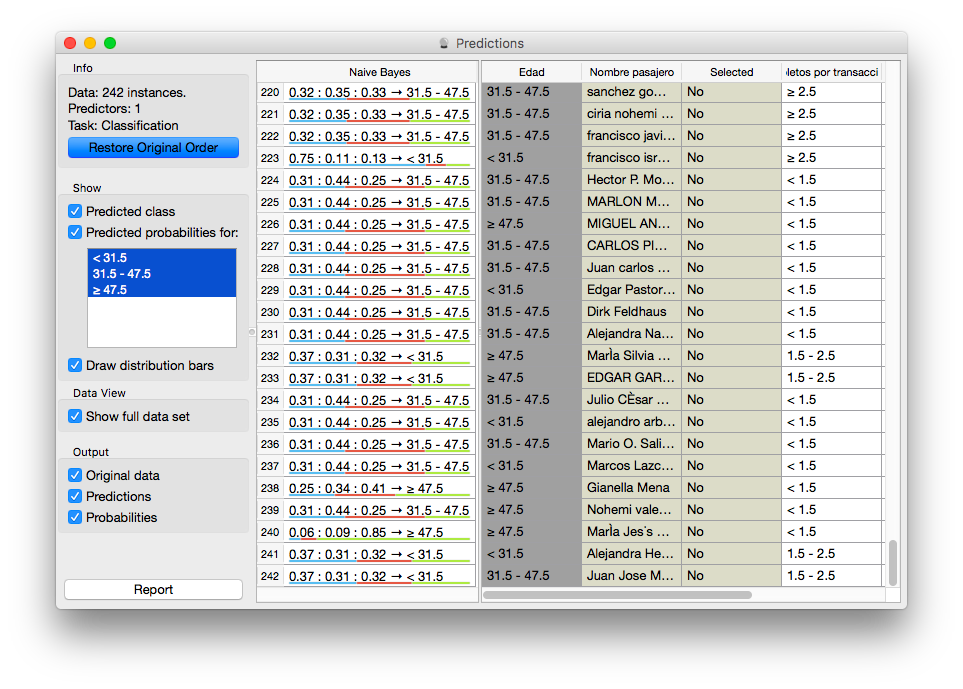 Predictions
Info
Data: 242 instances.
Predictors: 1
Task: Classification
Restore Original Order
Show
Predicted class
Predicted probabilities for:
< 31.5
31.5 - 47.5
≥ 47.5
Draw distribution bars
Data View
Show full data set
Output
Original data
Predictions
Probabilities
Report
Naive Bayes Edad Nombre pasajero Selected letos por transacci
220 0.32 : 0.35 : 0.33 → 31.5 - 47.5 31.5 - 47.5 sanchez go... No ≥ 2.5
221 0.32 : 0.35 : 0.33 → 31.5 - 47.5 31.5 - 47.5 ciria nohemi ... No ≥ 2.5
222 0.32 : 0.35 : 0.33 → 31.5 - 47.5 31.5 - 47.5 francisco javi... No ≥ 2.5
223 0.75 : 0.11 : 0.13 → < 31.5 < 31.5 francisco isr... No ≥ 2.5
224 0.31 : 0.44 : 0.25 → 31.5 - 47.5 31.5 - 47.5 Hector P. Mo... No < 1.5
225 0.31 : 0.44 : 0.25 → 31.5 - 47.5 31.5 - 47.5 MARLON M... No < 1.5
226 0.31 : 0.44 : 0.25 → 31.5 - 47.5 ≥ 47.5 MIGUEL AN... No < 1.5
227 0.31 : 0.44 : 0.25 → 31.5 - 47.5 31.5 - 47.5 CARLOS PI... No < 1.5
228 0.31 : 0.44 : 0.25 → 31.5 - 47.5 31.5 - 47.5 Juan carlos ... No < 1.5
229 0.31 : 0.44 : 0.25 → 31.5 - 47.5 < 31.5 Edgar Pastor... No < 1.5
230 0.31 : 0.44 : 0.25 → 31.5 - 47.5 31.5 - 47.5 Dirk Feldhaus No < 1.5
231 0.31 : 0.44 : 0.25 → 31.5 - 47.5 31.5 - 47.5 Alejandra Na... No < 1.5
232 0.37 : 0.31 : 0.32 → < 31.5 ≥ 47.5 MarÌa Silvia ... No 1.5 - 2.5
233 0.37 : 0.31 : 0.32 → < 31.5 ≥ 47.5 EDGAR GAR... No 1.5 - 2.5
234 0.31 : 0.44 : 0.25 → 31.5 - 47.5 31.5 - 47.5 Julio CÈsar ... No < 1.5
235 0.31 : 0.44 : 0.25 → 31.5 - 47.5 < 31.5 alejandro arb... No < 1.5
236 0.31 : 0.44 : 0.25 → 31.5 - 47.5 31.5 - 47.5 Mario O. Sali... No < 1.5
237 0.31 : 0.44 : 0.25 → 31.5 - 47.5 < 31.5 Marcos Lazc... No < 1.5
238 0.25 : 0.34 : 0.41 → ≥ 47.5 ≥ 47.5 Gianella Mena No < 1.5
239 0.31 : 0.44 : 0.25 → 31.5 - 47.5 ≥ 47.5 Nohemi vale... No < 1.5
240 0.06 : 0.09 : 0.85 → ≥ 47.5 ≥ 47.5 MarÌa Jes˙s ... No < 1.5
241 0.37 : 0.31 : 0.32 → < 31.5 < 31.5 Alejandra He... No 1.5 - 2.5
242 0.37 : 0.31 : 0.32 → < 31.5 31.5 - 47.5 Juan Jose M... No 1.5 - 2.5